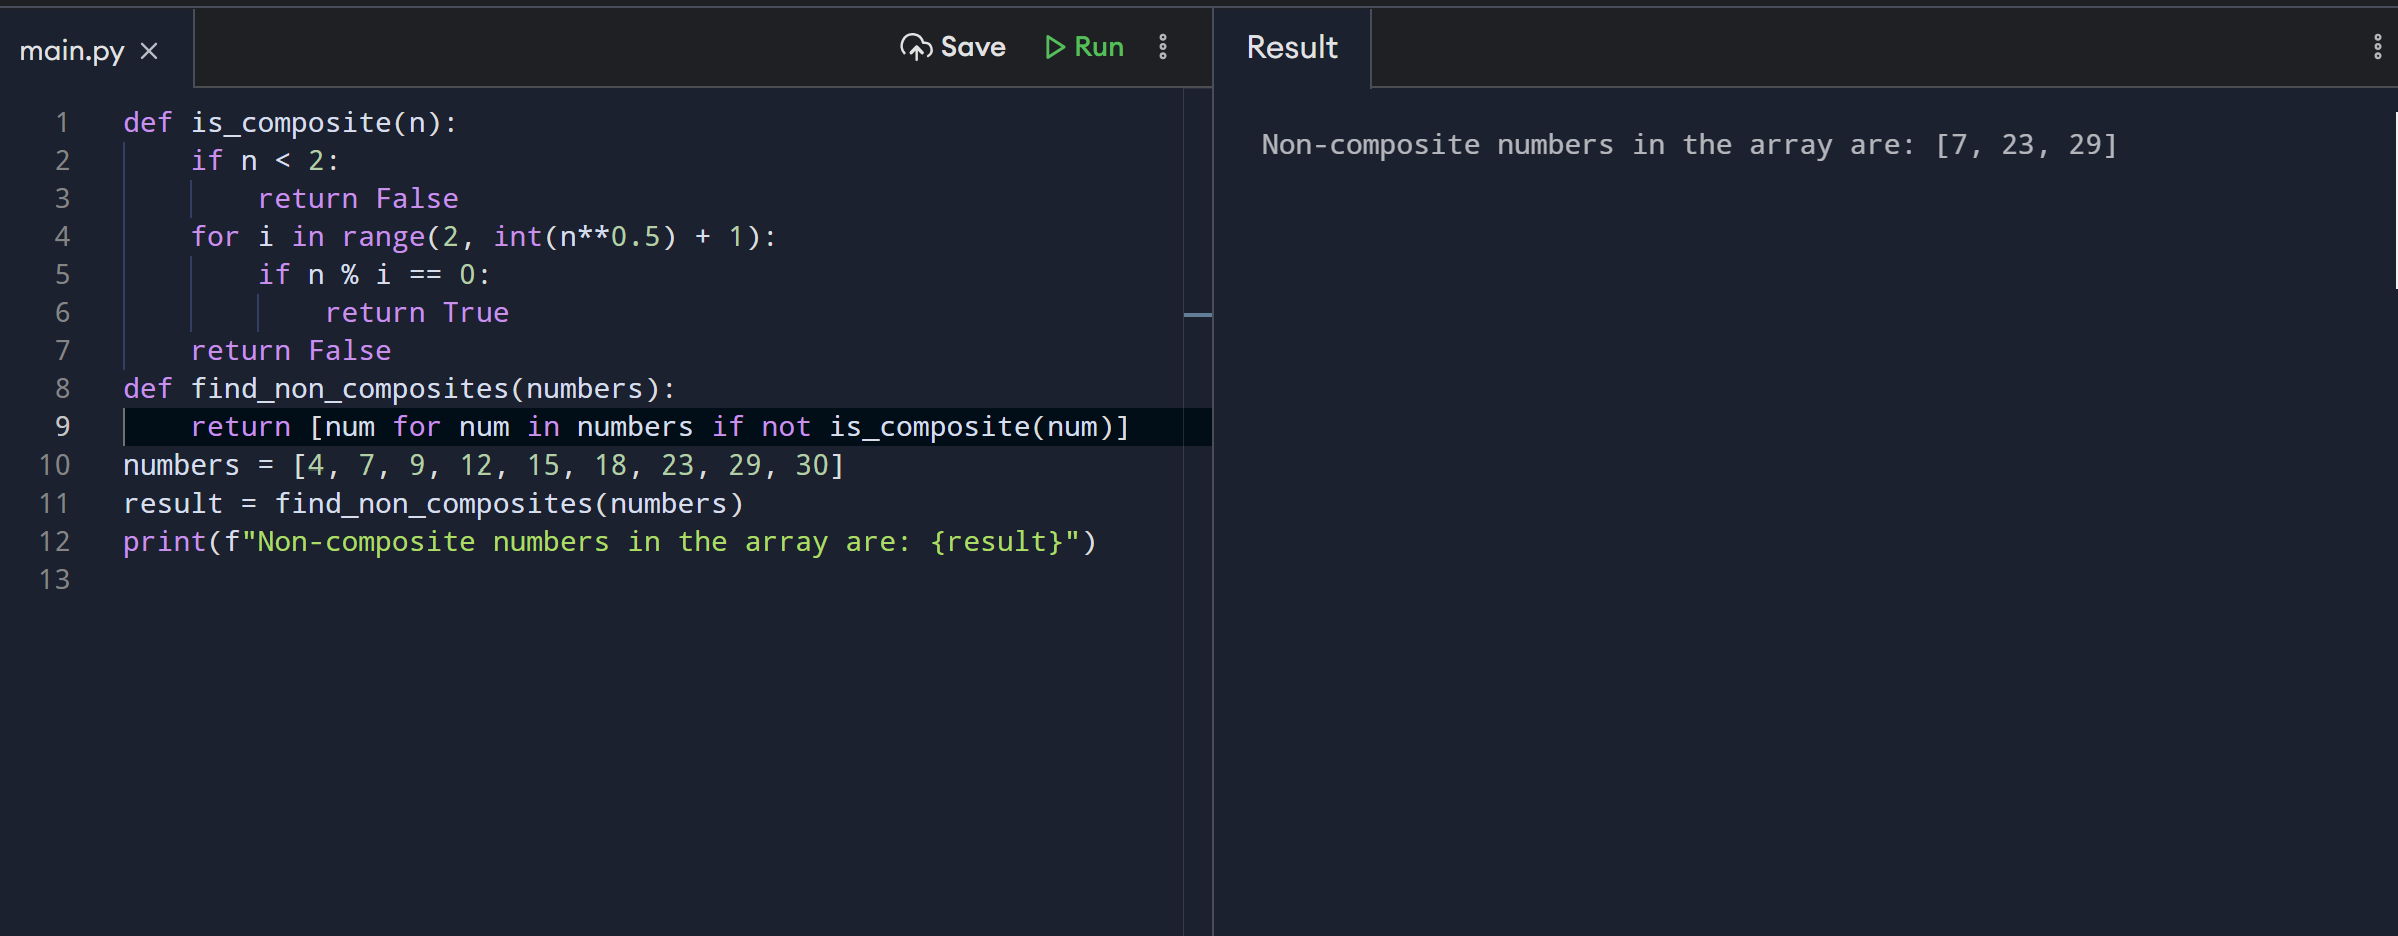 main.py
Save
Run
Result
1 def is_composite(n):
2     if n < 2:
3         return False
4     for i in range(2, int(n**0.5) + 1):
5         if n % i == 0:
6             return True
7     return False
8 def find_non_composites(numbers):
9     return [num for num in numbers if not is_composite(num)]
10 numbers = [4, 7, 9, 12, 15, 18, 23, 29, 30]
11 result = find_non_composites(numbers)
12 print(f"Non-composite numbers in the array are: {result}")
13
Non-composite numbers in the array are: [7, 23, 29]